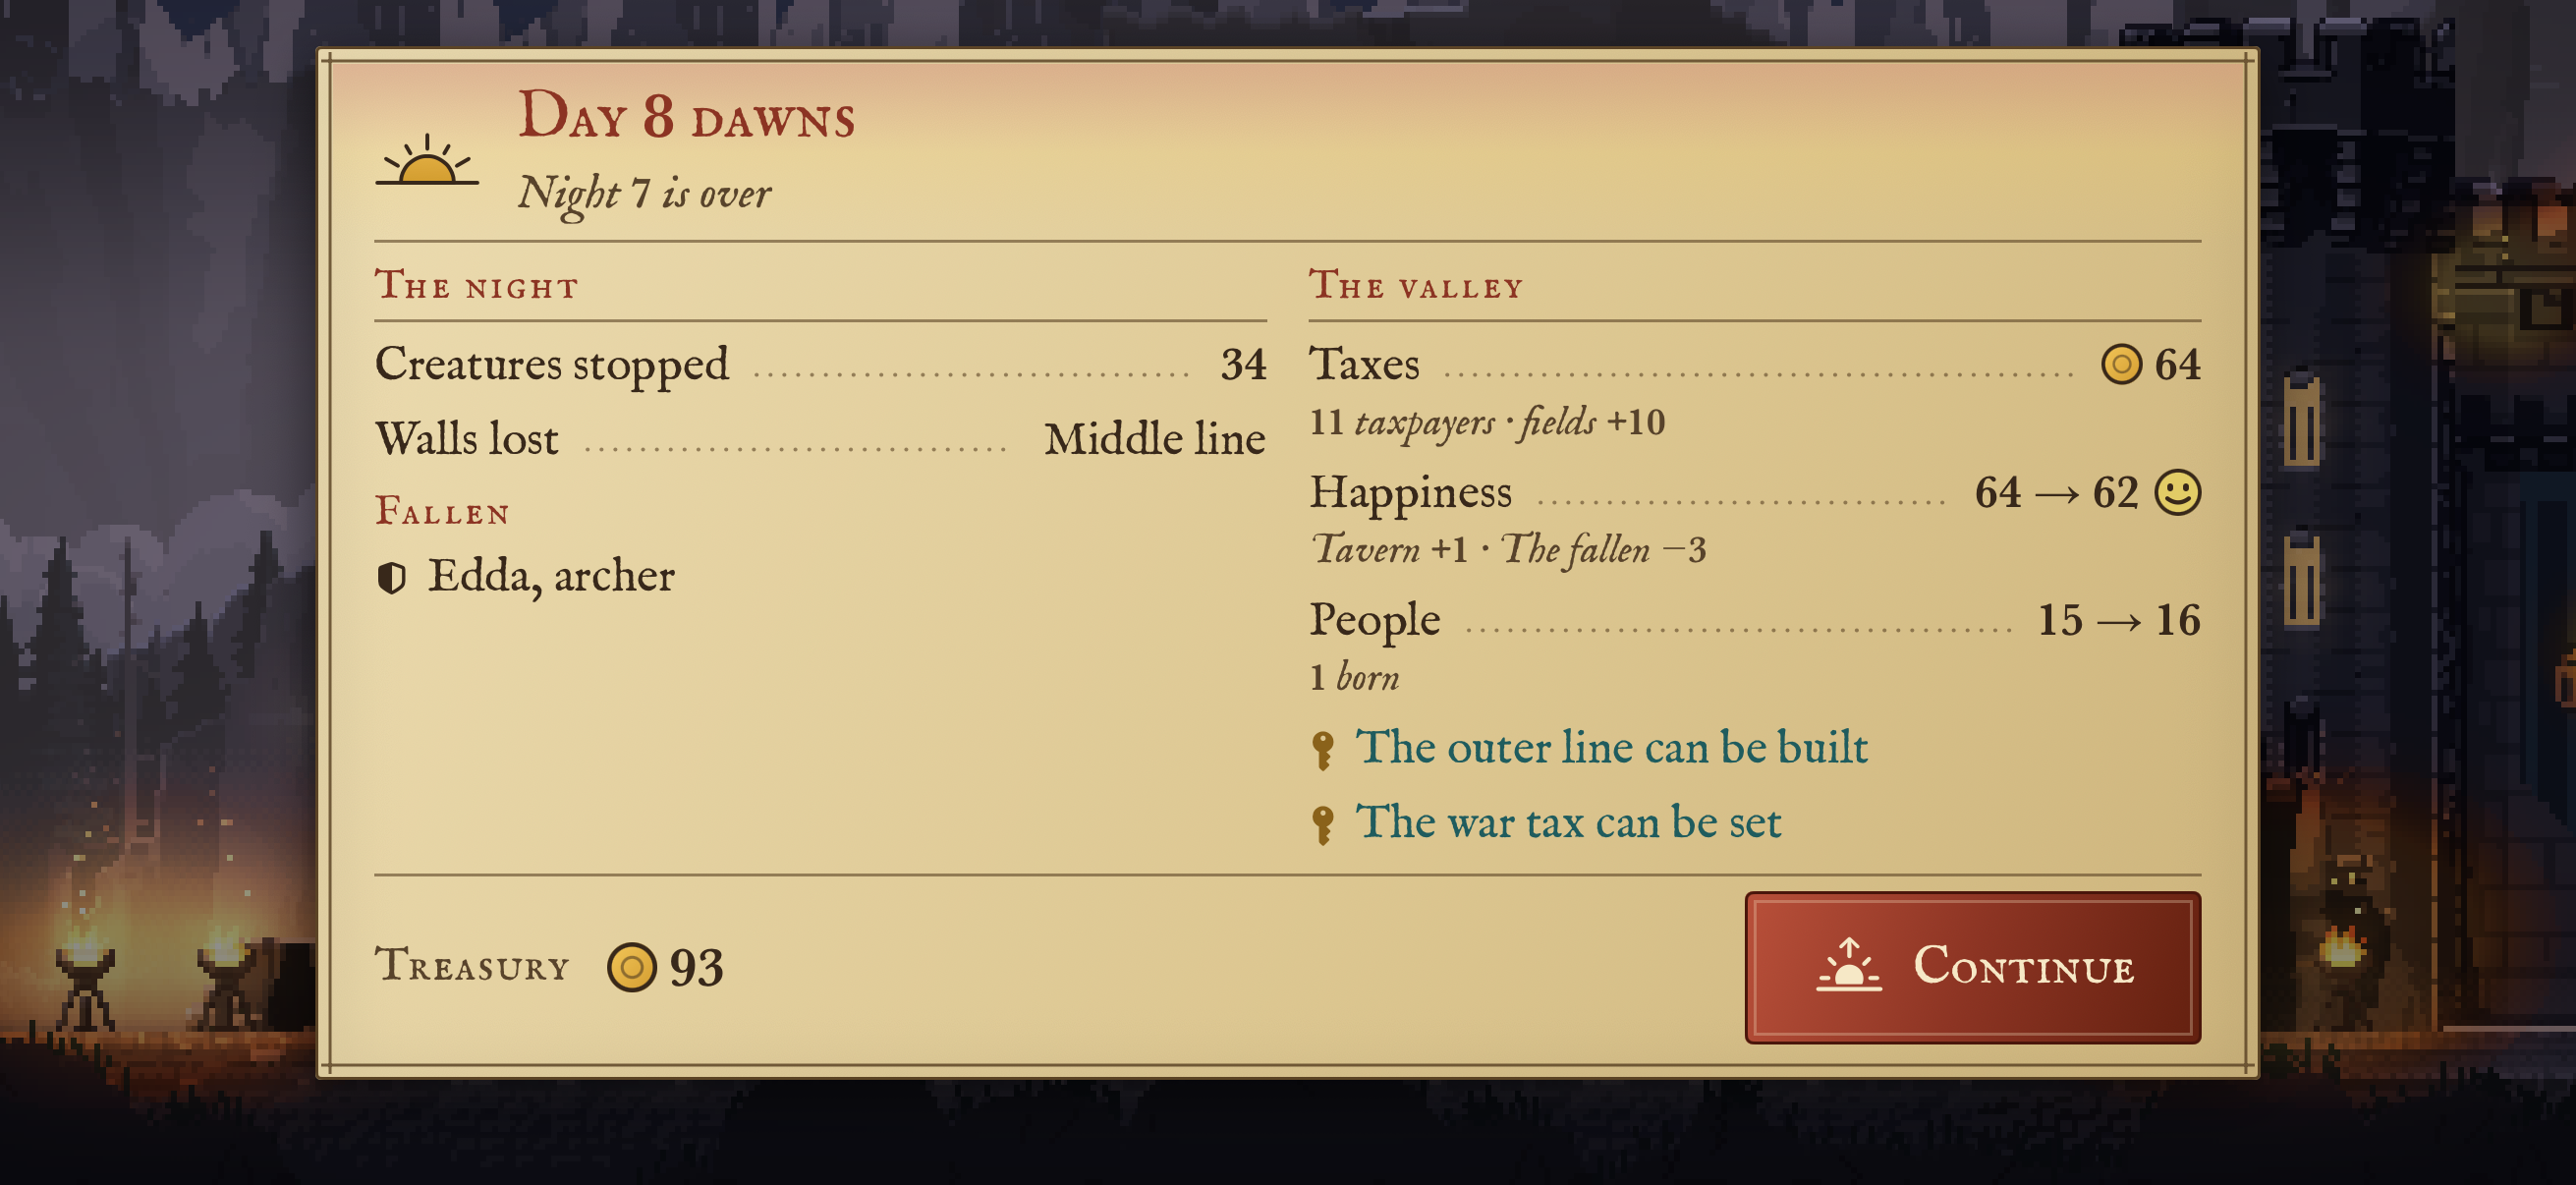 Day 8 dawns
Night 7 is over
The night
Creatures stopped 34
Walls lost Middle line
Fallen
Edda, archer
The valley
Taxes 64
11 taxpayers · fields +10
Happiness 64 → 62
Tavern +1 · The fallen −3
People 15 → 16
1 born
The outer line can be built
The war tax can be set
Treasury 93
Continue